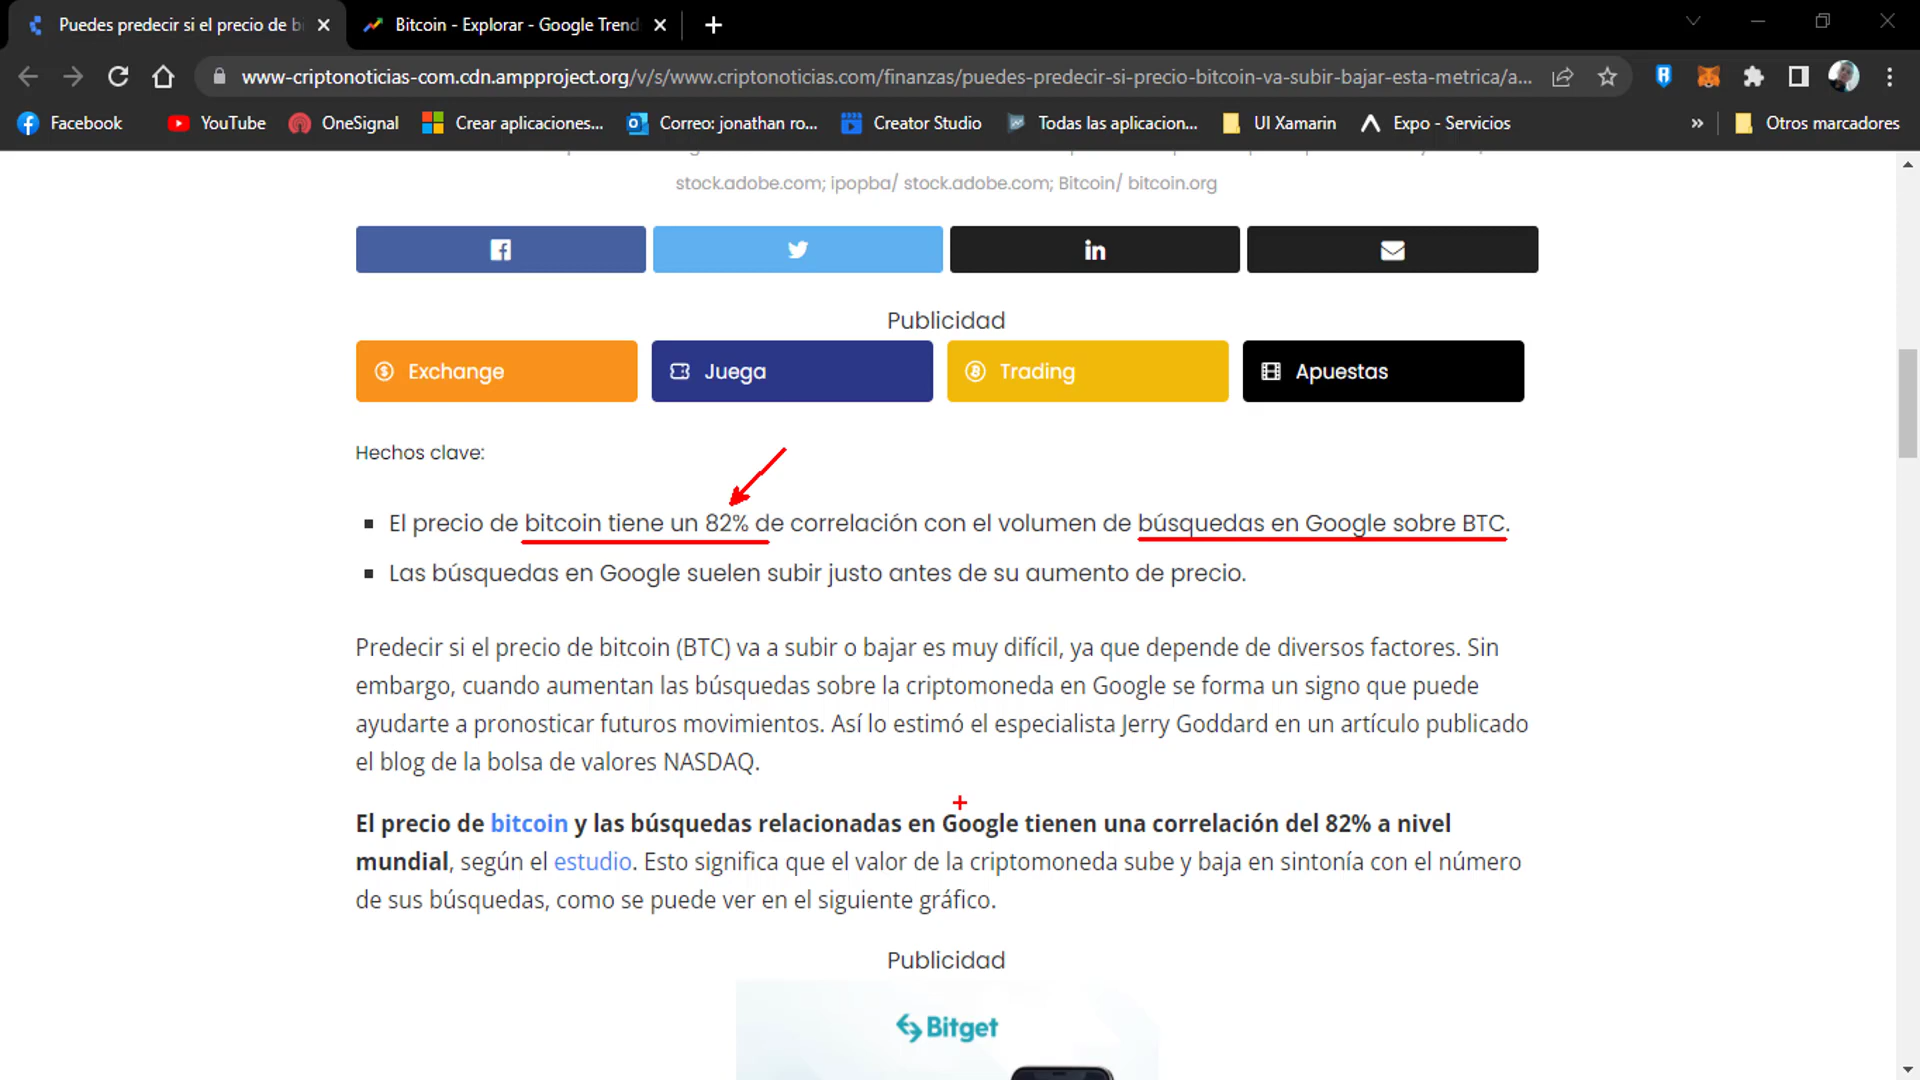 Puedes predecir si el precio de bi
Bitcoin - Explorar - Google Trend
www-criptonoticias-com.cdn.ampproject.org/v/s/www.criptonoticias.com/finanzas/puedes-predecir-si-precio-bitcoin-va-subir-bajar-esta-metrica/a...
Facebook
YouTube
OneSignal
Crear aplicaciones...
Correo: jonathan ro...
Creator Studio
Todas las aplicacion...
UI Xamarin
Expo - Servicios
»
Otros marcadores
stock.adobe.com; ipopba/ stock.adobe.com; Bitcoin/ bitcoin.org
Publicidad
Exchange
Juega
Trading
Apuestas
Hechos clave:
El precio de bitcoin tiene un 82% de correlación con el volumen de búsquedas en Google sobre BTC.
Las búsquedas en Google suelen subir justo antes de su aumento de precio.
Predecir si el precio de bitcoin (BTC) va a subir o bajar es muy difícil, ya que depende de diversos factores. Sin
embargo, cuando aumentan las búsquedas sobre la criptomoneda en Google se forma un signo que puede
ayudarte a pronosticar futuros movimientos. Así lo estimó el especialista Jerry Goddard en un artículo publicado
el blog de la bolsa de valores NASDAQ.
El precio de bitcoin y las búsquedas relacionadas en Google tienen una correlación del 82% a nivel
mundial, según el estudio. Esto significa que el valor de la criptomoneda sube y baja en sintonía con el número
de sus búsquedas, como se puede ver en el siguiente gráfico.
Publicidad
Bitget